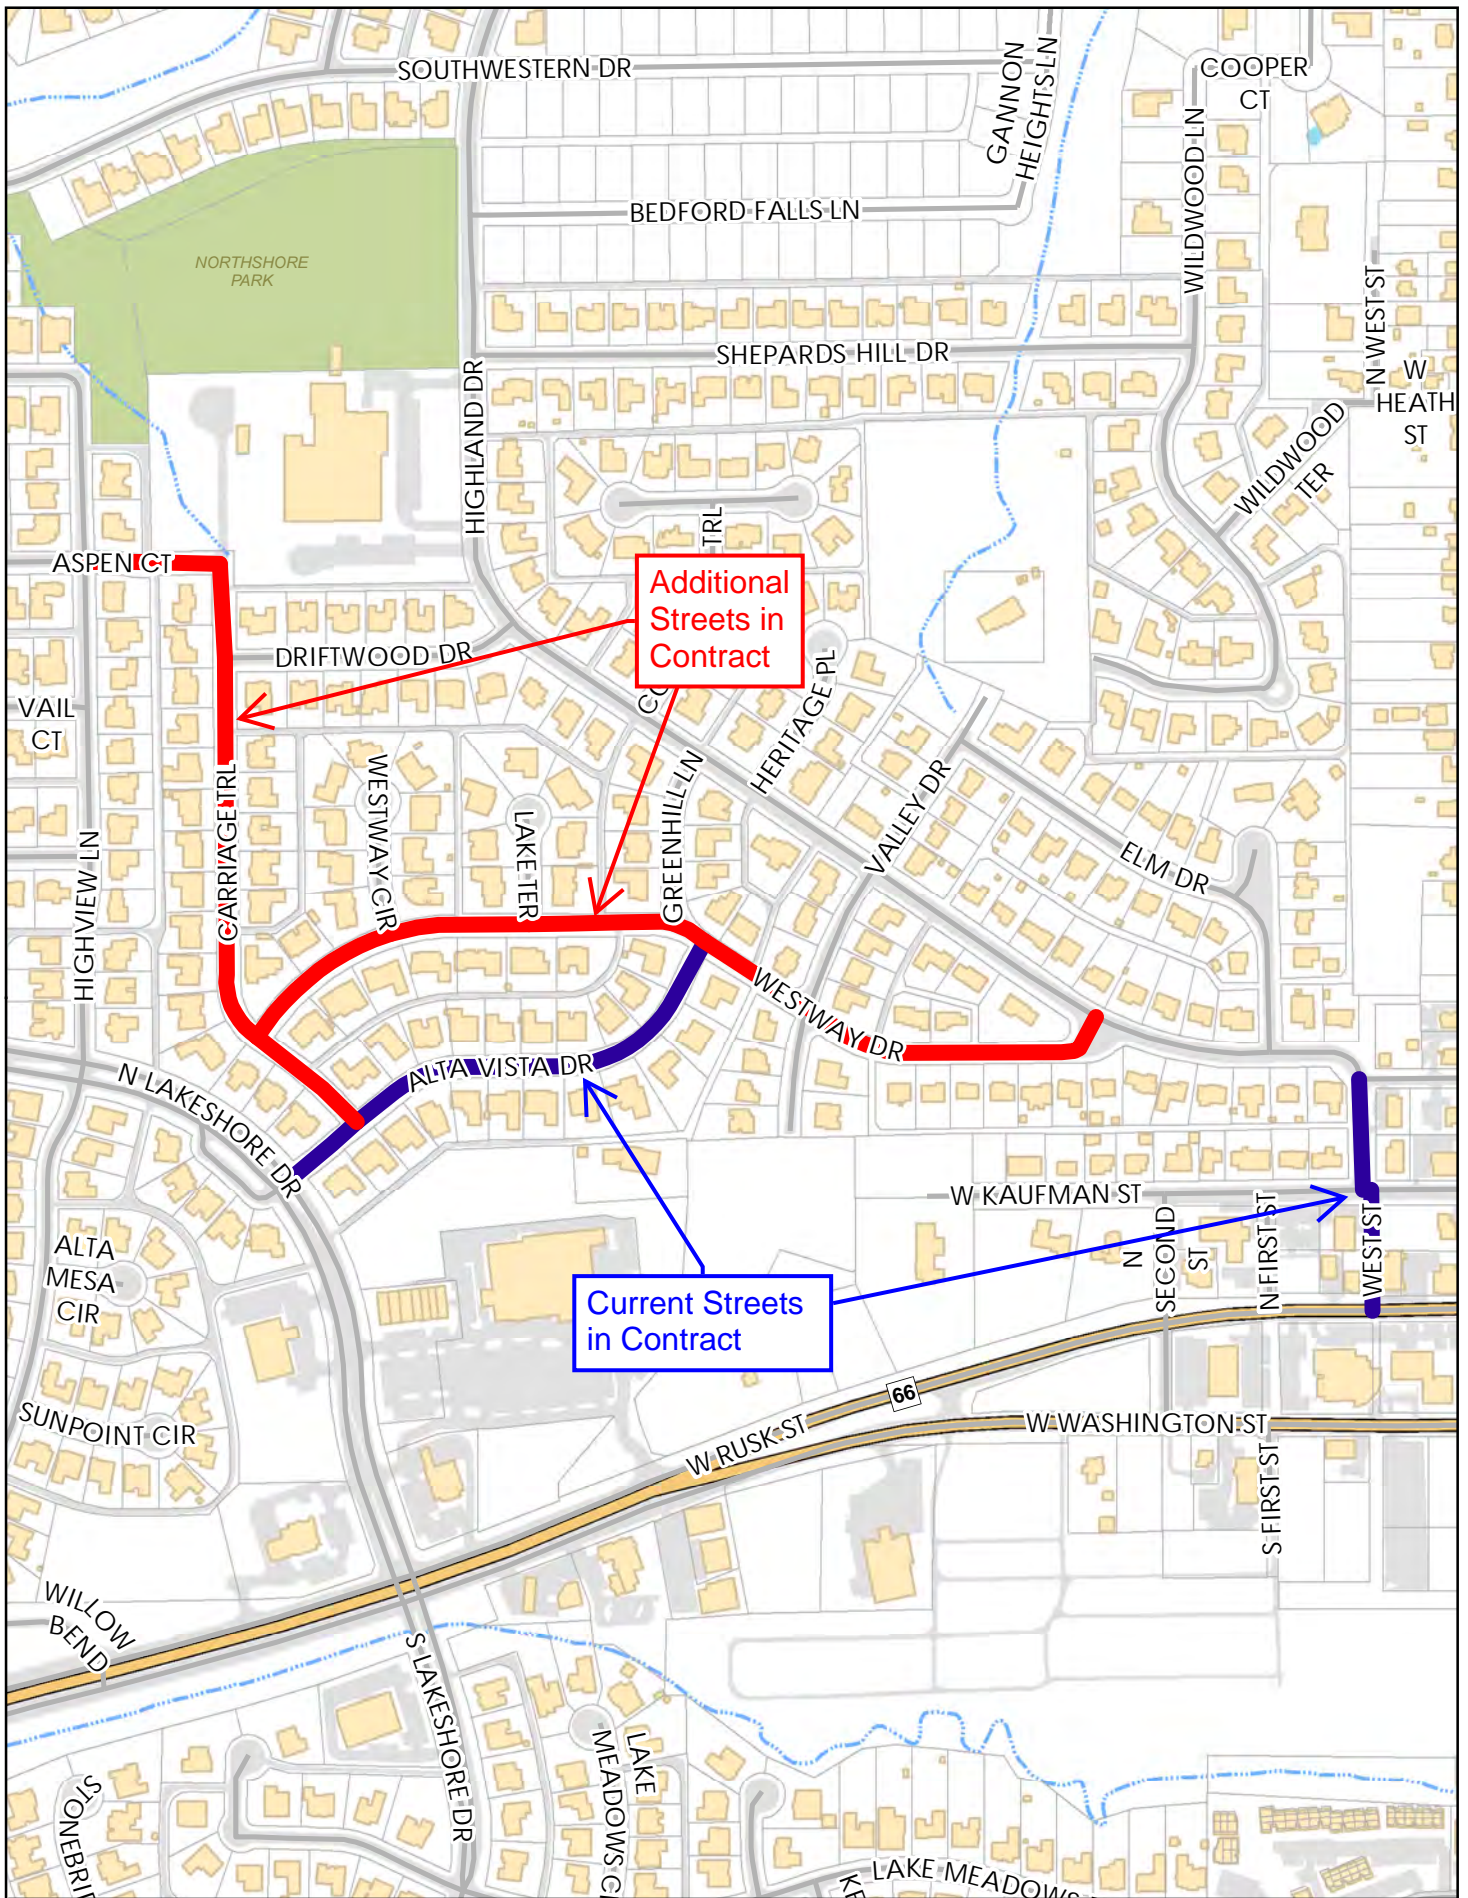 SOUTHWESTERN DR
GANNON
HEIGHTS LN
COOPER
CT
WILDWOOD LN
BEDFORD FALLS LN
NORTHSHORE
PARK
N WEST ST
SHEPARDS HILL DR
HIGHLAND DR
W
HEATH
ST
WILDWOOD
TER
TRL
ASPEN CT
Additional
Streets in
Contract
DRIFTWOOD DR
HERITAGE PL
VAIL
CT
CARRIAGE TRL
WESTWAY CIR
LAKE TER
GREENHILL LN
VALLEY DR
ELM DR
HIGHVIEW LN
WESTWAY DR
ALTA VISTA DR
N LAKESHORE DR
W KAUFMAN ST
N
SECOND
ST
N FIRST ST
WEST ST
ALTA
MESA
CIR
Current Streets
in Contract
66
SUNPOINT CIR
W RUSK ST
W WASHINGTON ST
S FIRST ST
WILLOW
BEND
S LAKESHORE DR
LAKE
MEADOWS
LAKE MEADOWS